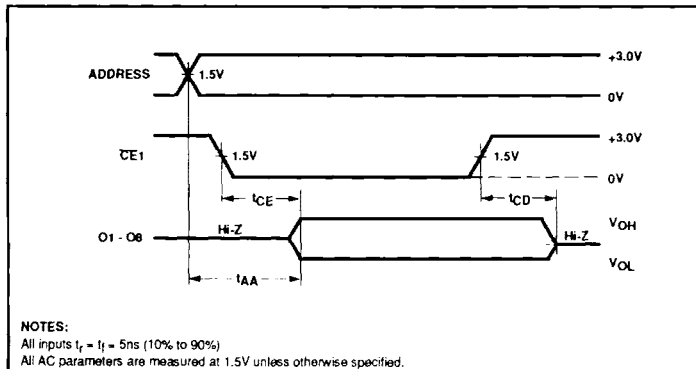 +3.0V
ADDRESS
1.5V
0V
+3.0V
CE1
1.5V
1.5V
0V
tCE
tCD
VOH
O1 - O8
Hi-Z
Hi-Z
VOL
tAA
NOTES:
All inputs tr = tf = 5ns (10% to 90%)
All AC parameters are measured at 1.5V unless otherwise specified.